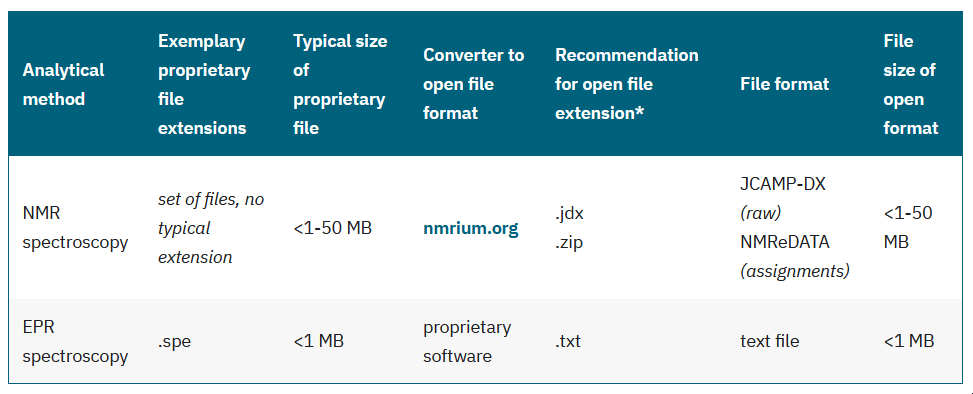 Analytical method
Exemplary proprietary file extensions
Typical size of proprietary file
Converter to open file format
Recommendation for open file extension*
File format
File size of open format
NMR spectroscopy
set of files, no typical extension
<1-50 MB
nmrium.org
.jdx
.zip
JCAMP-DX
(raw)
NMReDATA
(assignments)
<1-50 MB
EPR spectroscopy
.spe
<1 MB
proprietary software
.txt
text file
<1 MB